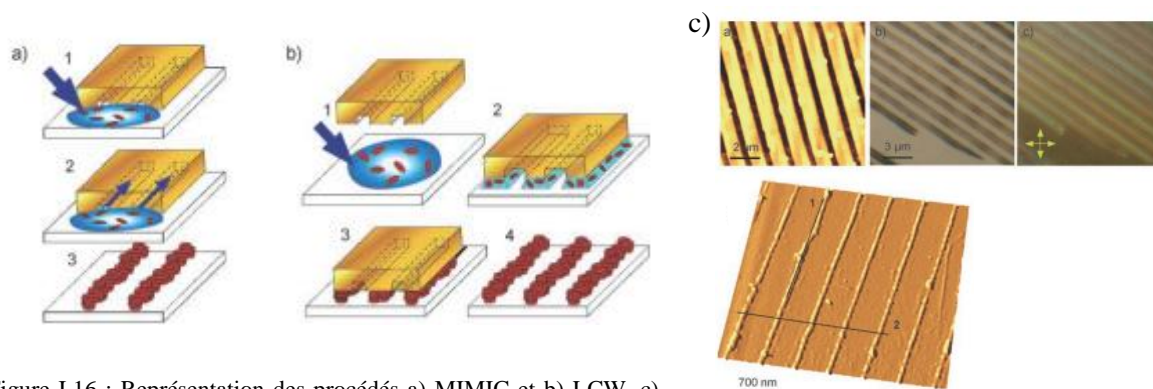 c)
a)
1
2
3
b)
1
2
3
4
a)
2 µm
b)
3 µm
c)
1
2
700 nm
Figure I.16 : Représentation des procédés a) MIMIC et b) LCW. c)